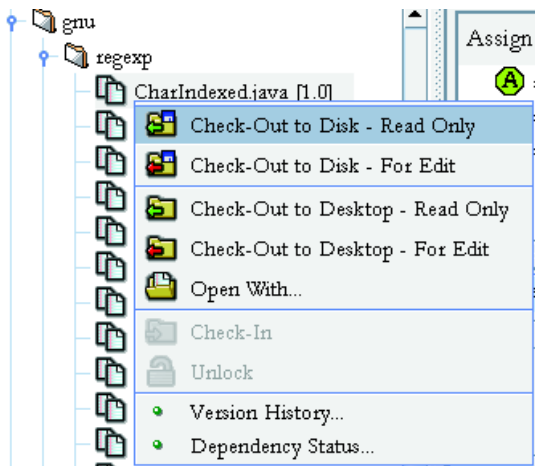 gnu
regexp
CharIndexed.java [1.0]
Check-Out to Disk - Read Only
Check-Out to Disk - For Edit
Check-Out to Desktop - Read Only
Check-Out to Desktop - For Edit
Open With...
Check-In
Unlock
Version History...
Dependency Status...
Assign
A